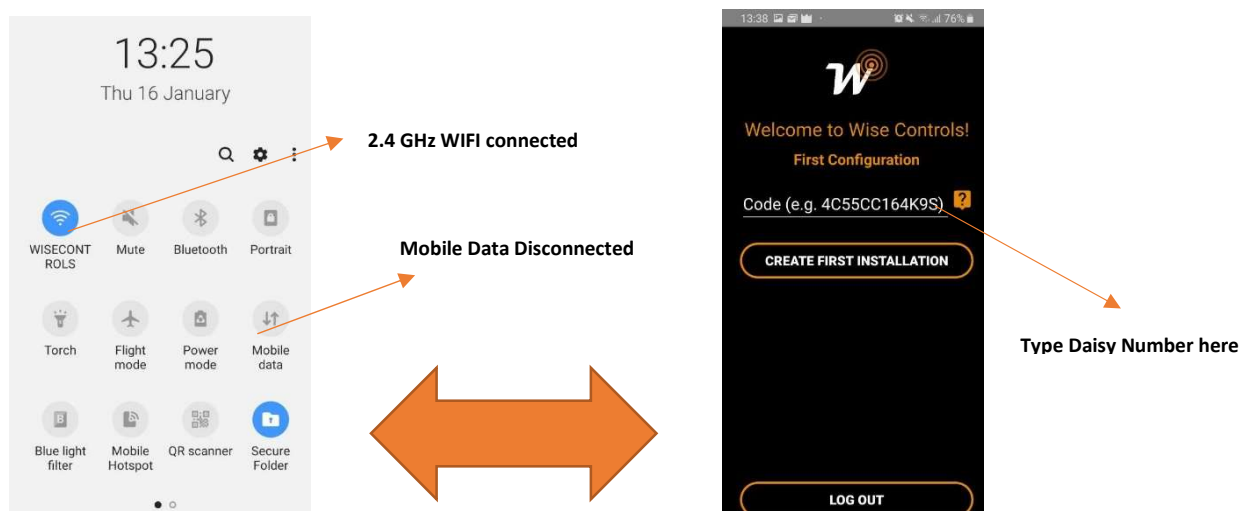 13:25
Thu 16 January
WISECONT
ROLS
Mute
Bluetooth
Portrait
Torch
Flight
mode
Power
mode
Mobile
data
B
Blue light
filter
Mobile
Hotspot
QR scanner
Secure
Folder
2.4 GHz WIFI connected
Mobile Data Disconnected
13:38
76%
W
Welcome to Wise Controls!
First Configuration
Code (e.g. 4C55CC164K9S)
?
CREATE FIRST INSTALLATION
LOG OUT
Type Daisy Number here